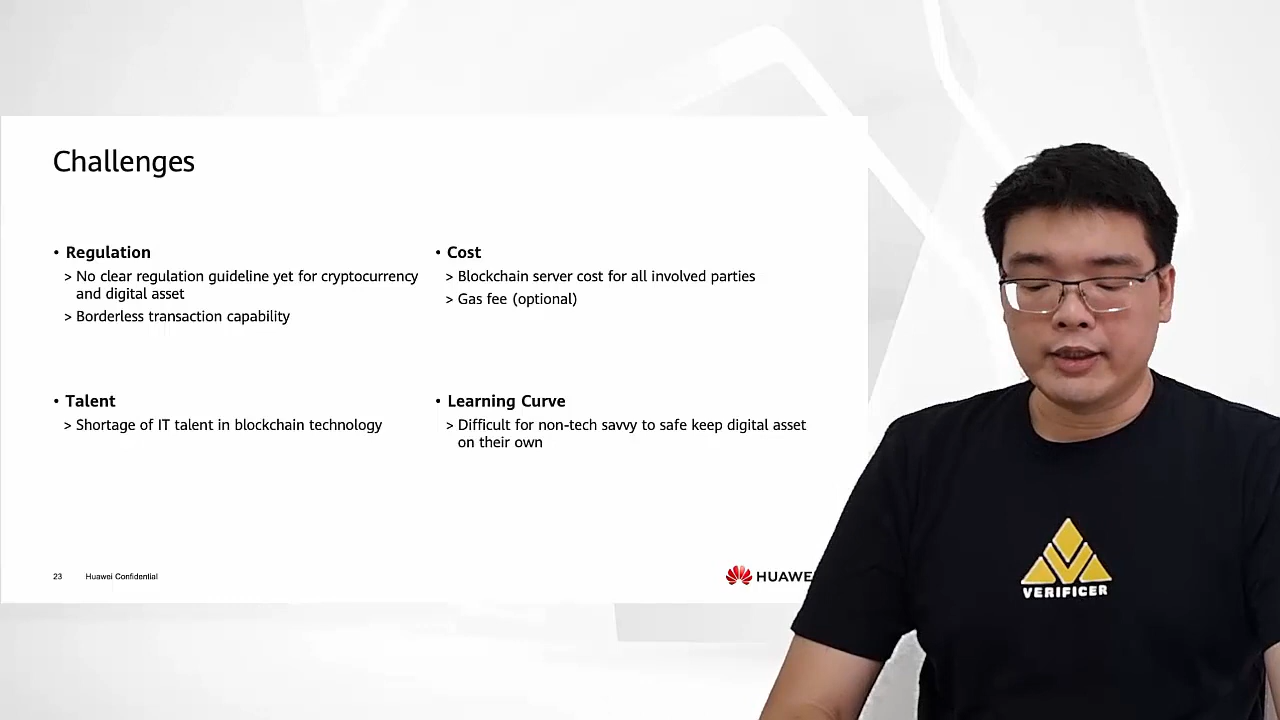 Challenges
• Regulation
> No clear regulation guideline yet for cryptocurrency
and digital asset
> Borderless transaction capability
• Cost
> Blockchain server cost for all involved parties
> Gas fee (optional)
• Talent
> Shortage of IT talent in blockchain technology
• Learning Curve
> Difficult for non-tech savvy to safe keep digital asset
on their own
23 Huawei Confidential
HUAWE
VERIFICER